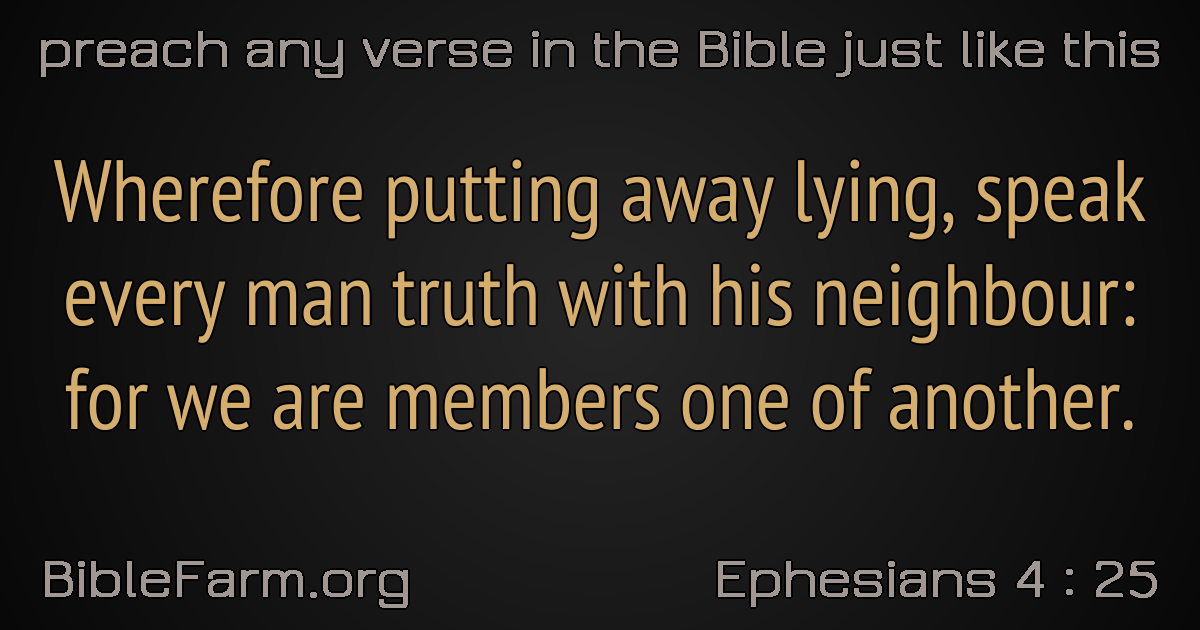 preach any verse in the Bible just like this
Wherefore putting away lying, speak
every man truth with his neighbour:
for we are members one of another.
BibleFarm.org
Ephesians 4 : 25